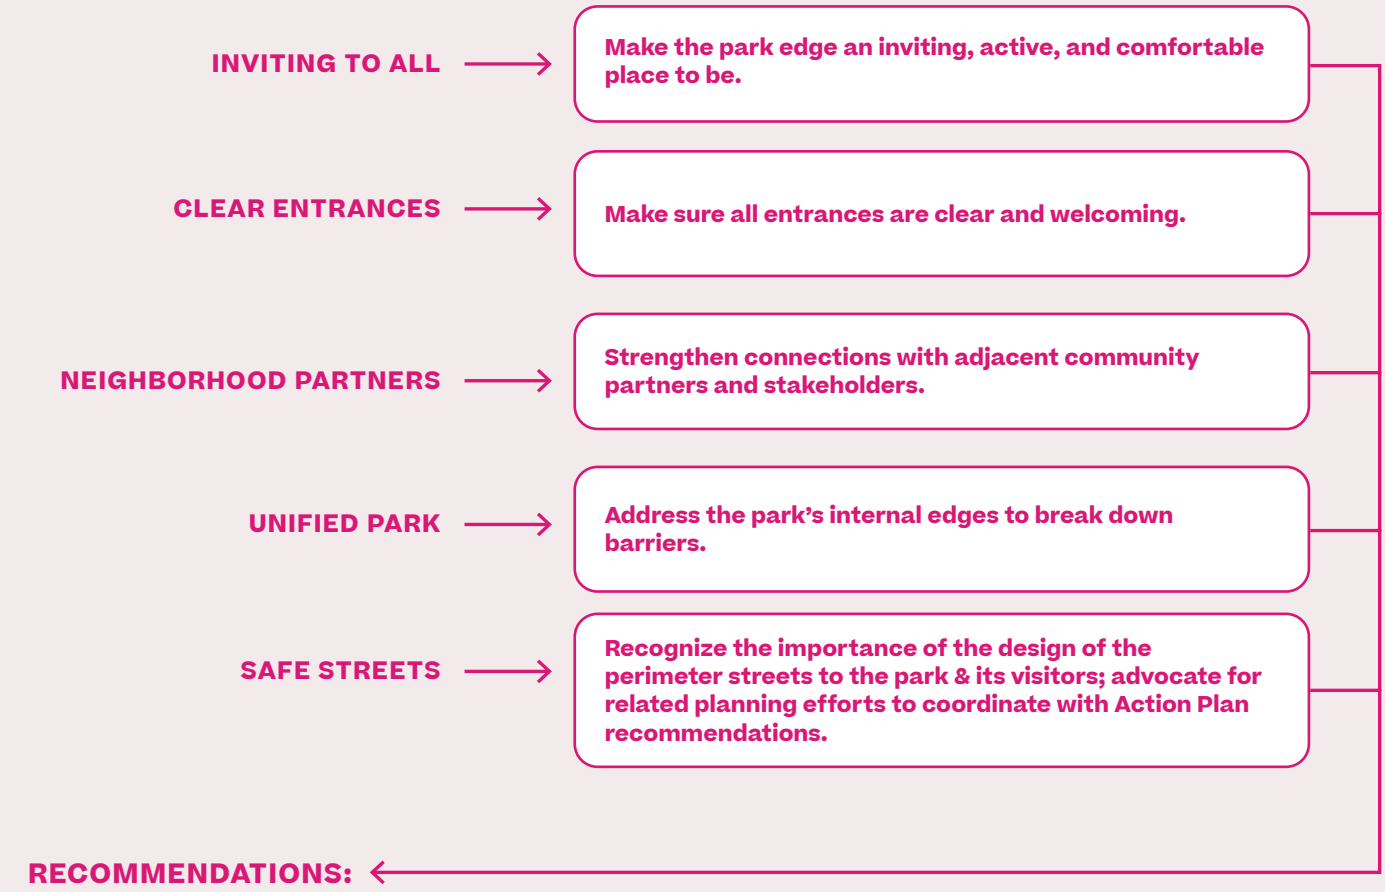 INVITING TO ALL
Make the park edge an inviting, active, and comfortable
place to be.
CLEAR ENTRANCES
Make sure all entrances are clear and welcoming.
NEIGHBORHOOD PARTNERS
Strengthen connections with adjacent community
partners and stakeholders.
UNIFIED PARK
Address the park’s internal edges to break down
barriers.
SAFE STREETS
Recognize the importance of the design of the
perimeter streets to the park & its visitors; advocate for
related planning efforts to coordinate with Action Plan
recommendations.
RECOMMENDATIONS: